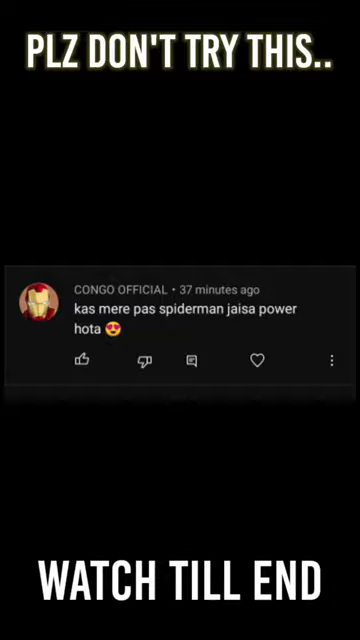 PLZ DON'T TRY THIS..
CONGO OFFICIAL • 37 minutes ago
kas mere pas spiderman jaisa power
hota 😍
WATCH TILL END